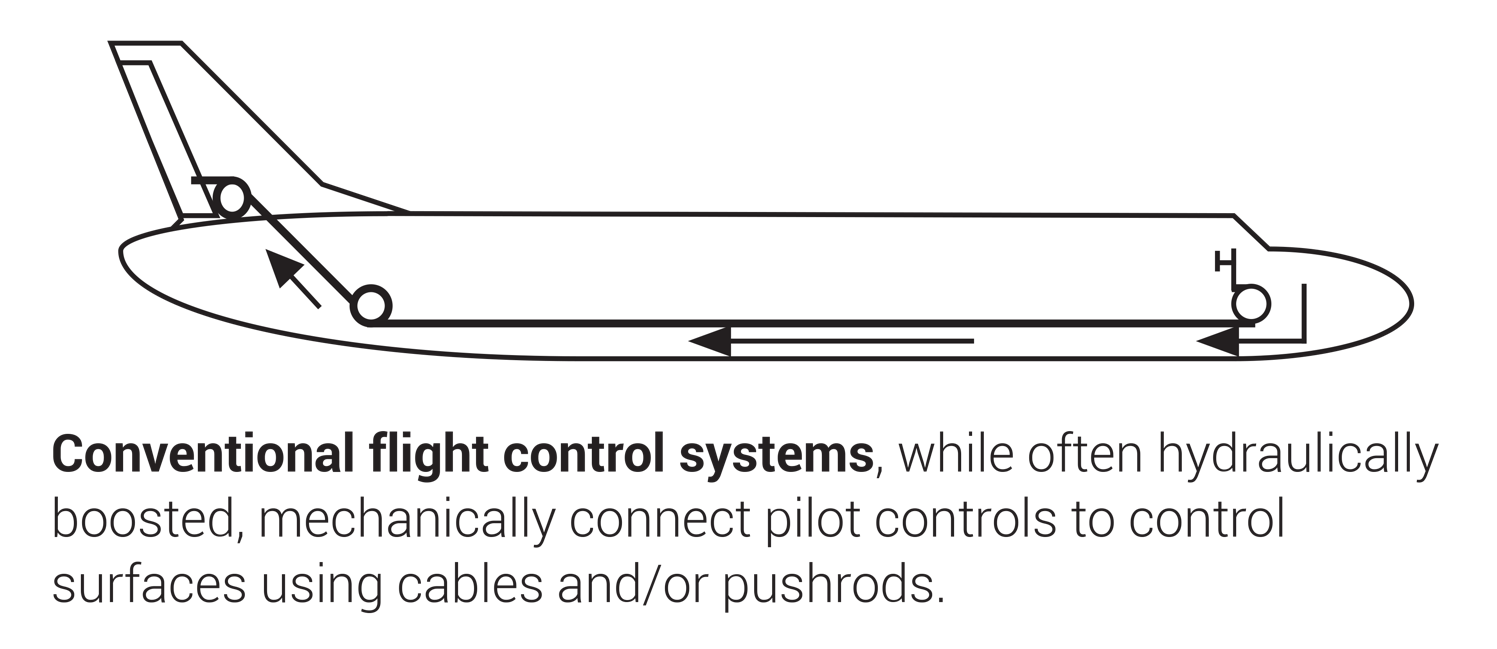 Conventional flight control systems, while often hydraulically
boosted, mechanically connect pilot controls to control
surfaces using cables and/or pushrods.